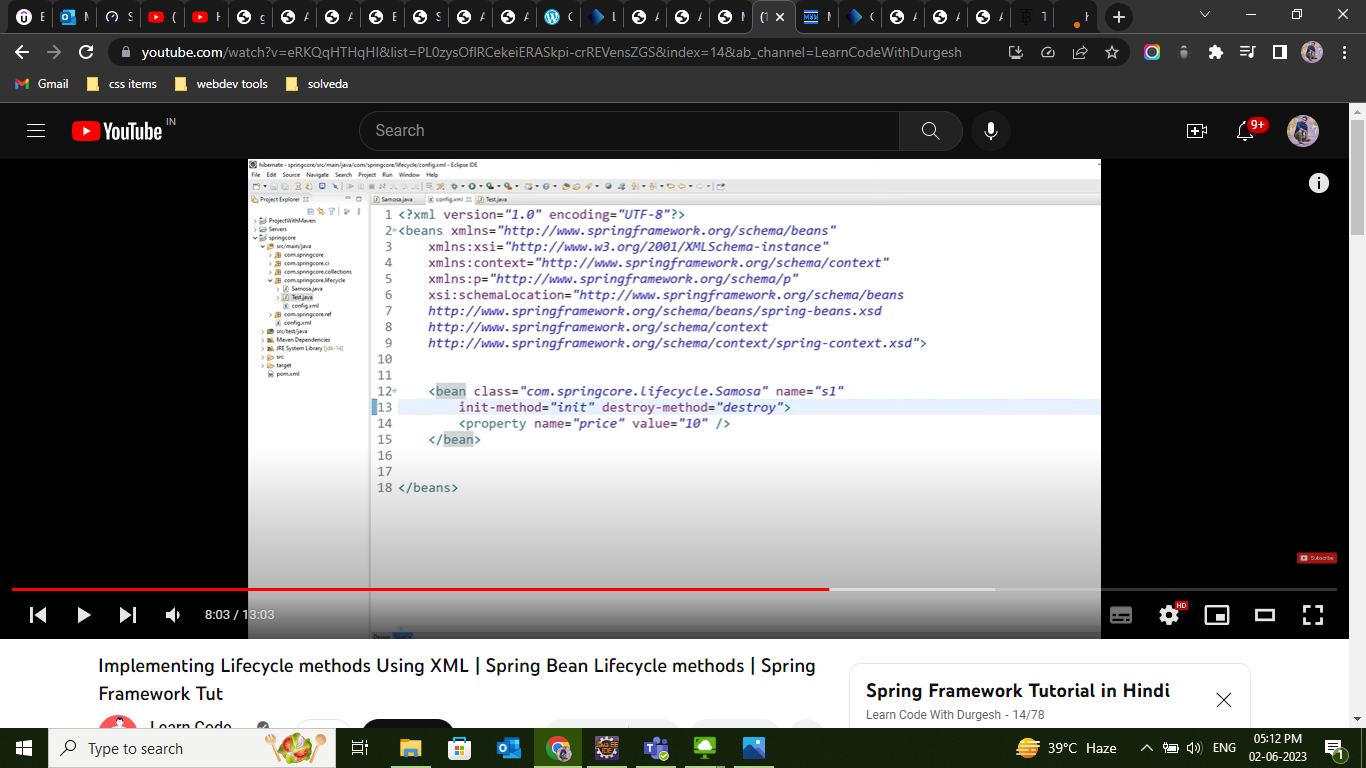 youtube.com/watch?v=eRKQqHTHqHI&list=PL0zysOflRCekeiERASkpi-crREVensZGS&index=14&ab_channel=LearnCodeWithDurgesh
Gmail
css items
webdev tools
solveda
YouTube
IN
Search
9+
hibernate - springcore/src/main/java/com/springcore/lifecycle/config.xml - Eclipse IDE
File Edit Source Navigate Search Project Run Window Help
Project Explorer
Samosa.java
config.xml
Test.java
ProjectWithMaven
Servers
springcore
src/main/java
com.springcore
com.springcore.ci
com.springcore.collections
com.springcore.lifecycle
Samosa.java
Test.java
config.xml
com.springcore.ref
config.xml
src/test/java
Maven Dependencies
JRE System Library [jdk-14]
src
target
pom.xml
1 <?xml version="1.0" encoding="UTF-8"?>
2 <beans xmlns="http://www.springframework.org/schema/beans"
3 xmlns:xsi="http://www.w3.org/2001/XMLSchema-instance"
4 xmlns:context="http://www.springframework.org/schema/context"
5 xmlns:p="http://www.springframework.org/schema/p"
6 xsi:schemaLocation="http://www.springframework.org/schema/beans
7 http://www.springframework.org/schema/beans/spring-beans.xsd
8 http://www.springframework.org/schema/context
9 http://www.springframework.org/schema/context/spring-context.xsd">
10
11
12 <bean class="com.springcore.lifecycle.Samosa" name="s1"
13 init-method="init" destroy-method="destroy">
14 <property name="price" value="10" />
15 </bean>
16
17
18 </beans>
Subscribe
8:03 / 13:03
HD
Implementing Lifecycle methods Using XML | Spring Bean Lifecycle methods | Spring
Framework Tut
Learn Code
Spring Framework Tutorial in Hindi
Learn Code With Durgesh - 14/78
Type here to search
39°C Haze
ENG
05:12 PM
02-06-2023
1